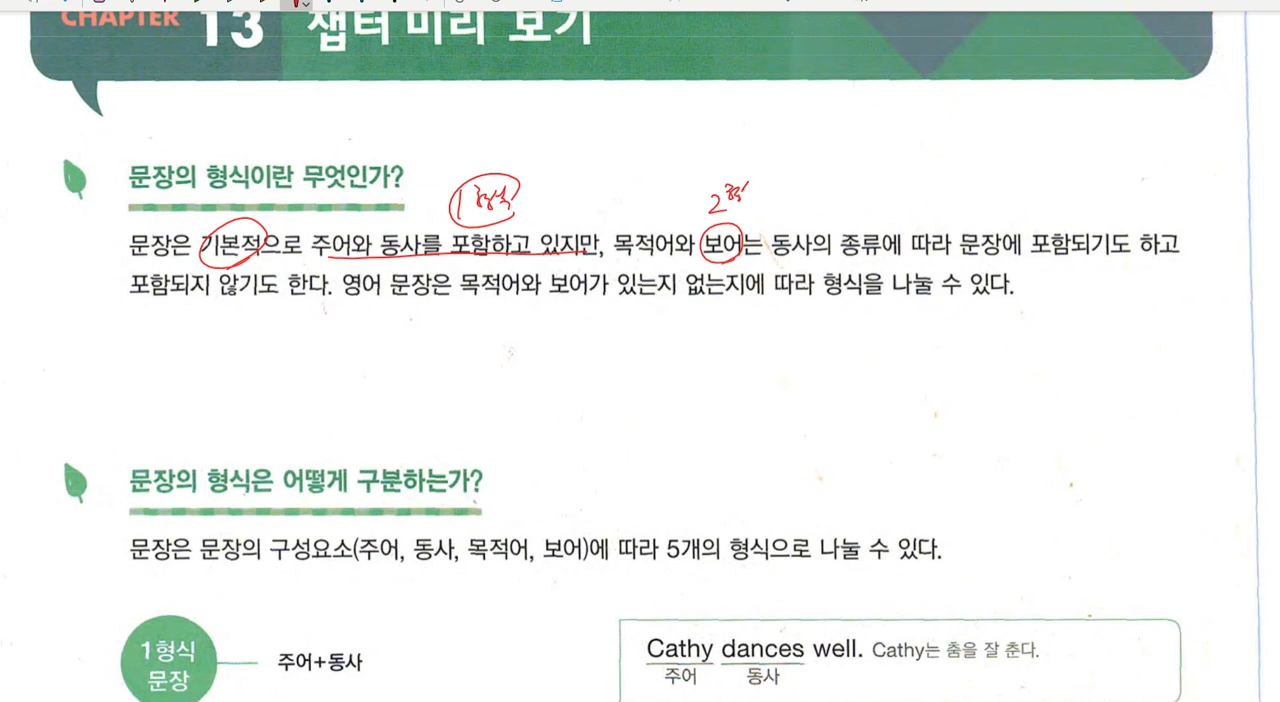 CHAPTER 13 챕터 미리 보기
문장의 형식이란 무엇인가?
1형식
2형식
문장은 기본적으로 주어와 동사를 포함하고 있지만, 목적어와 보어는 동사의 종류에 따라 문장에 포함되기도 하고
포함되지 않기도 한다. 영어 문장은 목적어와 보어가 있는지 없는지에 따라 형식을 나눌 수 있다.
문장의 형식은 어떻게 구분하는가?
문장은 문장의 구성요소(주어, 동사, 목적어, 보어)에 따라 5개의 형식으로 나눌 수 있다.
1형식
문장
주어+동사
Cathy dances well. Cathy는 춤을 잘 춘다.
주어 동사